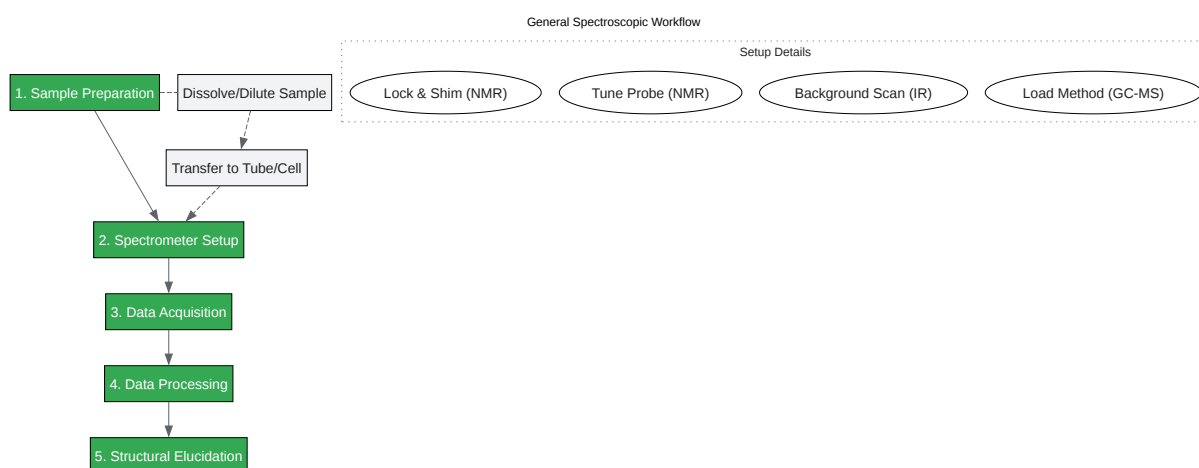 General Spectroscopic Workflow
Setup Details
1. Sample Preparation
Dissolve/Dilute Sample
Lock & Shim (NMR)
Tune Probe (NMR)
Background Scan (IR)
Load Method (GC-MS)
Transfer to Tube/Cell
2. Spectrometer Setup
3. Data Acquisition
4. Data Processing
5. Structural Elucidation